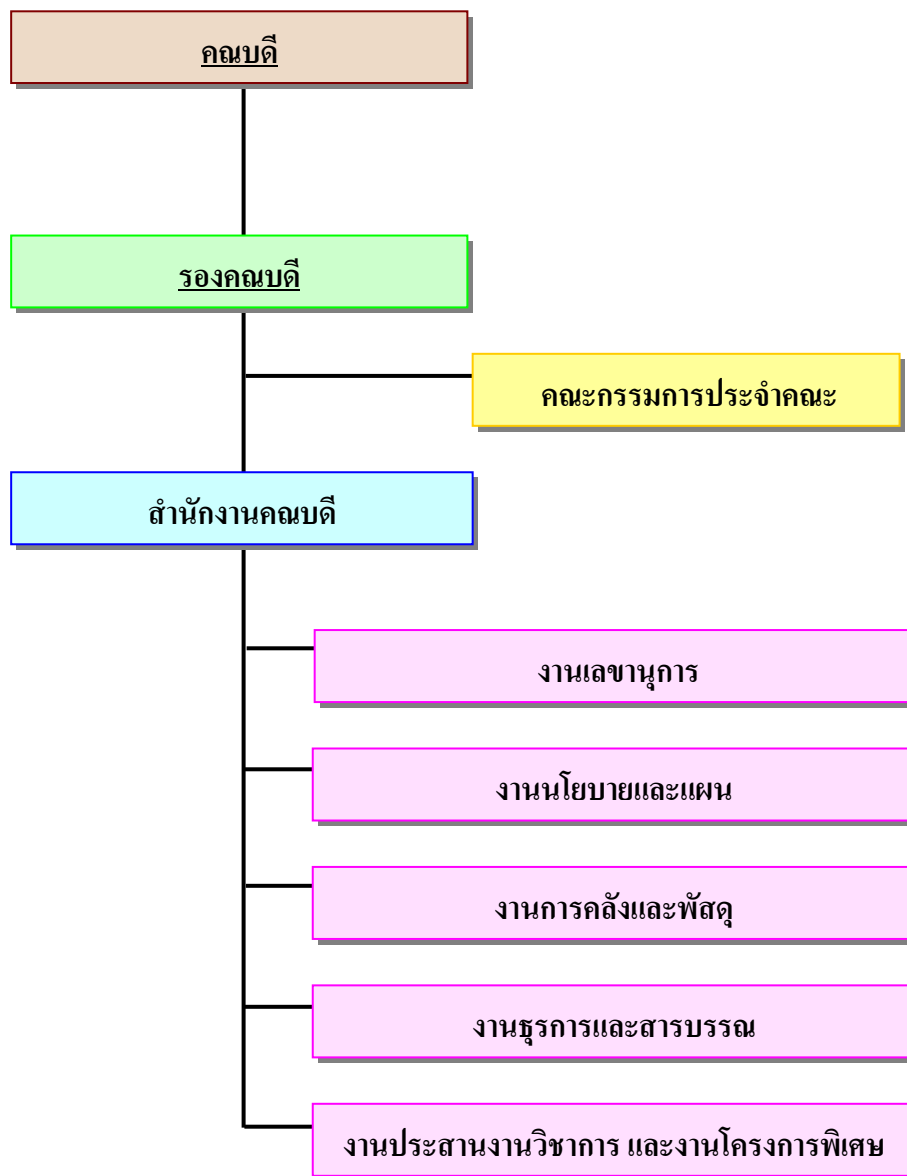 คณบดี
รองคณบดี
คณะกรรมการประจำคณะ
สำนักงานคณบดี
งานเลขานุการ
งานนโยบายและแผน
งานการคลังและพัสดุ
งานธุรการและสารบรรณ
งานประสานงานวิชาการ และงานโครงการพิเศษ